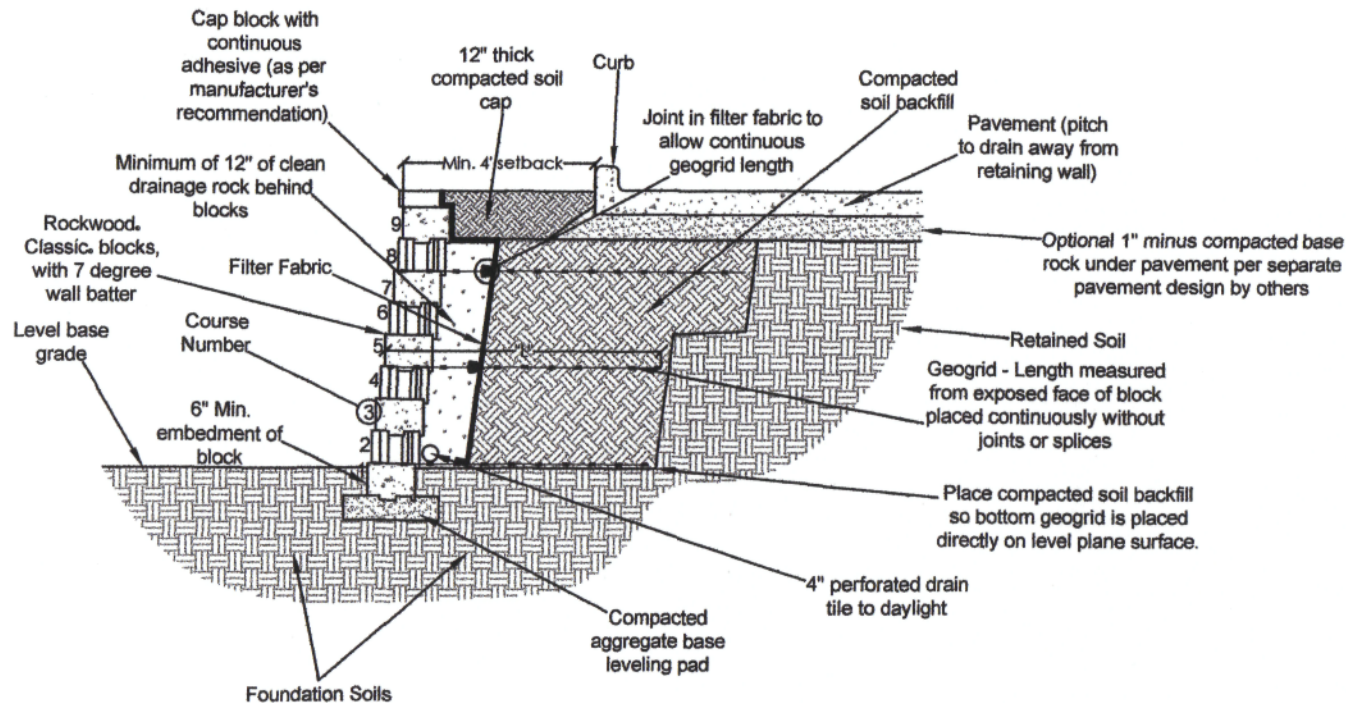 Cap block with
continuous
adhesive (as per
manufacturer's
recommendation)
12" thick
compacted soil
cap
Curb
Compacted
soil backfill
Joint in filter fabric to
allow continuous
geogrid length
Pavement (pitch
to drain away from
retaining wall)
Min. 4' setback
Minimum of 12" of clean
drainage rock behind
blocks
Rockwood®
Classic® blocks,
with 7 degree
wall batter
Filter Fabric
Optional 1" minus compacted base
rock under pavement per separate
pavement design by others
Level base
grade
Course
Number
Retained Soil
9
8
7
6
5
4
3
2
1
"L"
Geogrid - Length measured
from exposed face of block
placed continuously without
joints or splices
6" Min.
embedment of
block
Place compacted soil backfill
so bottom geogrid is placed
directly on level plane surface.
4" perforated drain
tile to daylight
Compacted
aggregate base
leveling pad
Foundation Soils